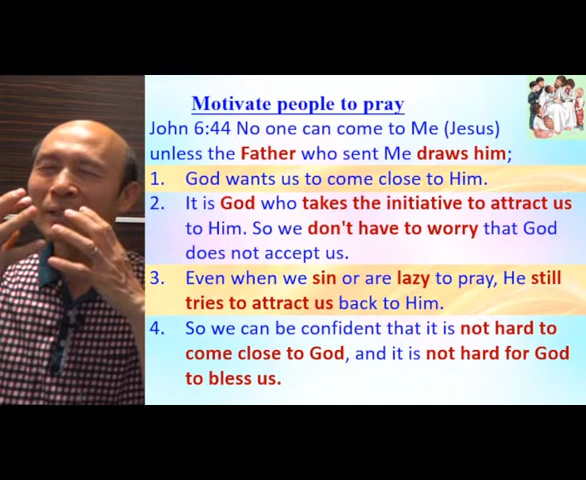 Motivate people to pray
John 6:44 No one can come to Me (Jesus)
unless the Father who sent Me draws him;
1. God wants us to come close to Him.
2. It is God who takes the initiative to attract us
to Him. So we don't have to worry that God
does not accept us.
3. Even when we sin or are lazy to pray, He still
tries to attract us back to Him.
4. So we can be confident that it is not hard to
come close to God, and it is not hard for God
to bless us.